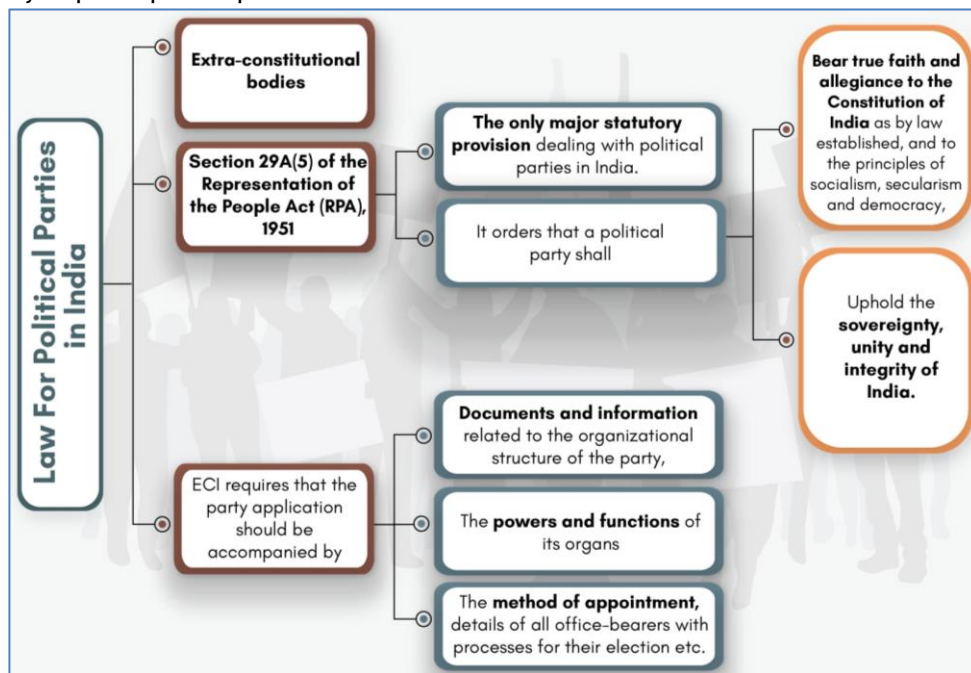 Law For Political Parties
in India
Extra-constitutional
bodies
Section 29A(5) of the
Representation of
the People Act (RPA),
1951
The only major statutory
provision dealing with political
parties in India.
It orders that a political
party shall
Bear true faith and
allegiance to the
Constitution of
India as by law
established, and to
the principles of
socialism, secularism
and democracy,
Uphold the
sovereignty,
unity and
integrity of
India.
ECI requires that the
party application
should be
accompanied by
Documents and information
related to the organizational
structure of the party,
The powers and functions of
its organs
The method of appointment,
details of all office-bearers with
processes for their election etc.